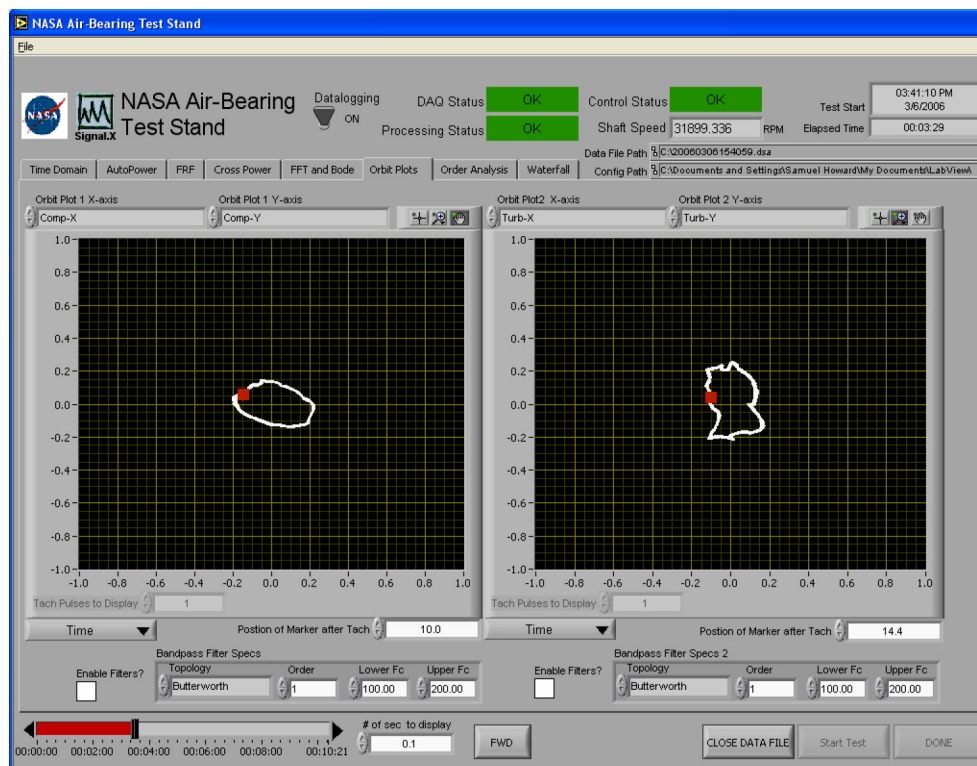 NASA Air-Bearing Test Stand
File
NASA
Signal.X
NASA Air-Bearing
Test Stand
Datalogging
ON
DAQ Status OK
Processing Status OK
Control Status OK
Shaft Speed 31899.336 RPM
Test Start 03:41:10 PM
3/6/2006
Elapsed Time 00:03:29
Data File Path C:\20060306154059.dsa
Config Path C:\Documents and Settings\Samuel Howard\My Documents\LabView\
Time Domain AutoPower FRF Cross Power FFT and Bode Orbit Plots Order Analysis Waterfall
Orbit Plot 1 X-axis Orbit Plot 1 Y-axis
Comp-X Comp-Y
1.0
0.8
0.6
0.4
0.2
0.0
-0.2
-0.4
-0.6
-0.8
-1.0
-1.0 -0.8 -0.6 -0.4 -0.2 0.0 0.2 0.4 0.6 0.8 1.0
Tach Pulses to Display 1
Time
Postion of Marker after Tach 10.0
Bandpass Filter Specs
Enable Filters?
Topology Order Lower Fc Upper Fc
Butterworth 1 100.00 200.00
Orbit Plot2 X-axis Orbit Plot 2 Y-axis
Turb-X Turb-Y
1.0
0.8
0.6
0.4
0.2
0.0
-0.2
-0.4
-0.6
-0.8
-1.0
-1.0 -0.8 -0.6 -0.4 -0.2 0.0 0.2 0.4 0.6 0.8 1.0
Tach Pulses to Display 1
Time
Postion of Marker after Tach 14.4
Bandpass Filter Specs 2
Enable Filters?
Topology Order Lower Fc Upper Fc
Butterworth 1 100.00 200.00
00:00:00 00:02:00 00:04:00 00:06:00 00:08:00 00:10:21
# of sec to display
0.1
FWD
CLOSE DATA FILE
Start Test
DONE